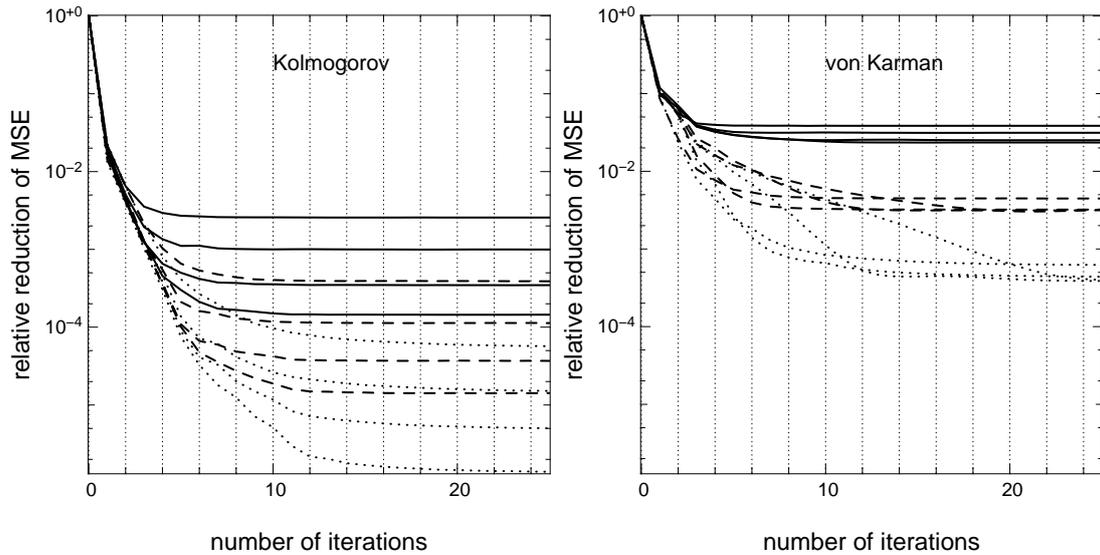 Kolmogorov
10+0
10−2
10−4
relative reduction of MSE
0 10 20
number of iterations
von Karman
10+0
10−2
10−4
relative reduction of MSE
0 10 20
number of iterations